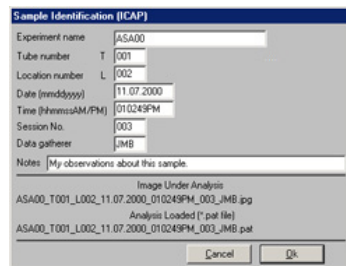 Sample Identification (ICAP)
Experiment name ASA00
Tube number T 001
Location number L 002
Date (mmddyyyy) 11.07.2000
Time (hhmmssAM/PM) 010249PM
Session No. 003
Data gatherer JMB
Notes My observations about this sample.
Image Under Analysis
ASA00_T001_L002_11.07.2000_010249PM_003_JMB.jpg
Analysis Loaded (*.pat file)
ASA00_T001_L002_11.07.2000_010249PM_003_JMB.pat
Cancel Ok